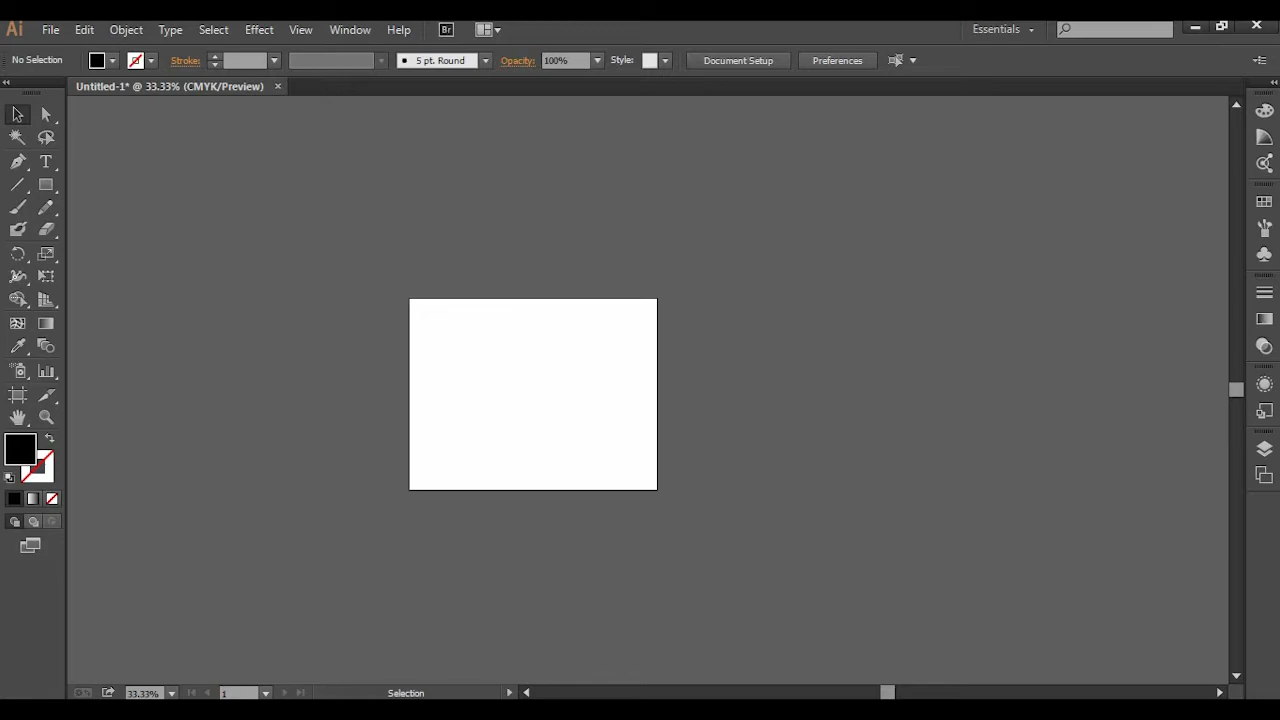 Ai File Edit Object Type Select Effect View Window Help Br Essentials
No Selection Stroke: 5 pt. Round Opacity: 100% Style: Document Setup Preferences
Untitled-1* @ 33.33% (CMYK/Preview)
T
33.33% 1 Selection